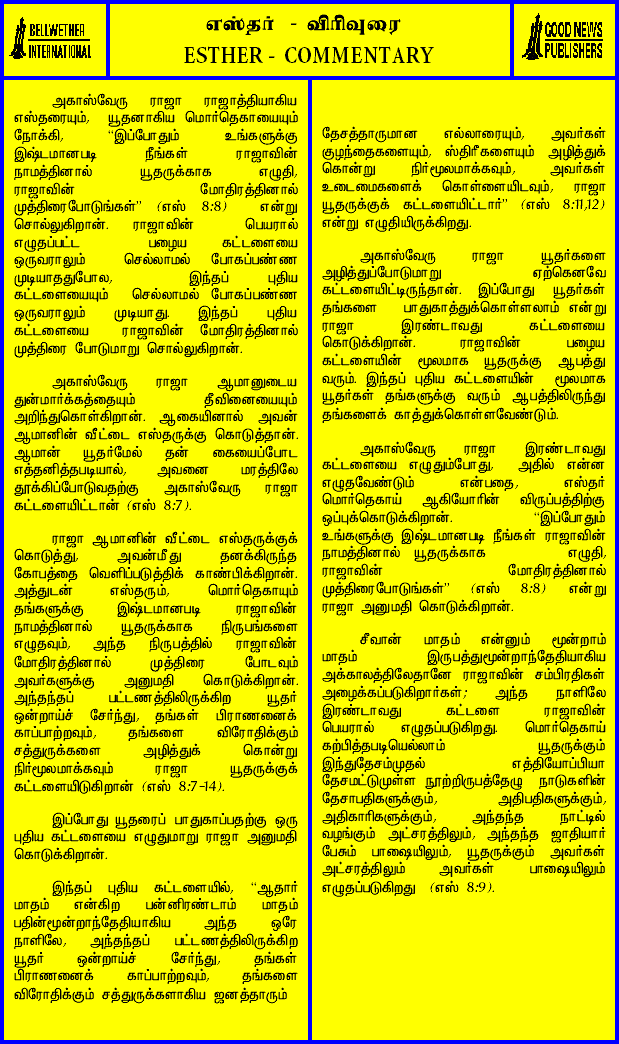 BELLWETHER
INTERNATIONAL
எஸ்தர் - விரிவுரை
ESTHER - COMMENTARY
GOOD NEWS
PUBLISHERS
அகாஸ்வேரு ராஜா ராஜாத்தியாகிய
எஸ்தரையும், யூதனாகிய மொர்தெகாயையும்
நோக்கி, “இப்போதும் உங்களுக்கு
இஷ்டமானபடி நீங்கள் ராஜாவின்
நாமத்தினால் யூதருக்காக எழுதி,
ராஜாவின் மோதிரத்தினால்
முத்திரைபோடுங்கள்” (எஸ் 8:8) என்று
சொல்லுகிறான். ராஜாவின் பெயரால்
எழுதப்பட்ட பழைய கட்டளையை
ஒருவராலும் செல்லாமல் போகப்பண்ண
முடியாததுபோல, இந்தப் புதிய
கட்டளையையும் செல்லாமல் போகப்பண்ண
ஒருவராலும் முடியாது. இந்தப் புதிய
கட்டளையை ராஜாவின் மோதிரத்தினால்
முத்திரை போடுமாறு சொல்லுகிறான்.
அகாஸ்வேரு ராஜா ஆமானுடைய
துன்மார்க்கத்தையும் தீவினையையும்
அறிந்துகொள்கிறான். ஆகையினால் அவன்
ஆமானின் வீட்டை எஸ்தருக்கு கொடுத்தான்.
ஆமான் யூதர்மேல் தன் கையைப்போட
எத்தனித்தபடியால், அவனை மரத்திலே
தூக்கிப்போடுவதற்கு அகாஸ்வேரு ராஜா
கட்டளையிட்டான் (எஸ் 8:7).
ராஜா ஆமானின் வீட்டை எஸ்தருக்குக்
கொடுத்து, அவன்மீது தனக்கிருந்த
கோபத்தை வெளிப்படுத்திக் காண்பிக்கிறான்.
அத்துடன் எஸ்தரும், மொர்தெகாயும்
தங்களுக்கு இஷ்டமானபடி ராஜாவின்
நாமத்தினால் யூதருக்காக நிருபங்களை
எழுதவும், அந்த நிருபத்தில் ராஜாவின்
மோதிரத்தினால் முத்திரை போடவும்
அவர்களுக்கு அனுமதி கொடுக்கிறான்.
அந்தந்தப் பட்டணத்திலிருக்கிற யூதர்
ஒன்றாய்ச் சேர்ந்து, தங்கள் பிராணனைக்
காப்பாற்றவும், தங்களை விரோதிக்கும்
சத்துருக்களை அழித்துக் கொன்று
நிர்மூலமாக்கவும் ராஜா யூதருக்குக்
கட்டளையிடுகிறான் (எஸ் 8:7-14).
இப்போது யூதரைப் பாதுகாப்பதற்கு ஒரு
புதிய கட்டளையை எழுதுமாறு ராஜா அனுமதி
கொடுக்கிறான்.
இந்தப் புதிய கட்டளையில், “ஆதார்
மாதம் என்கிற பன்னிரண்டாம் மாதம்
பதின்மூன்றாந்தேதியாகிய அந்த ஒரே
நாளிலே, அந்தந்தப் பட்டணத்திலிருக்கிற
யூதர் ஒன்றாய்ச் சேர்ந்து, தங்கள்
பிராணனைக் காப்பாற்றவும், தங்களை
விரோதிக்கும் சத்துருக்களாகிய ஜனத்தாரும்
தேசத்தாருமான எல்லாரையும், அவர்கள்
குழந்தைகளையும், ஸ்திரீகளையும் அழித்துக்
கொன்று நிர்மூலமாக்கவும், அவர்கள்
உடைமைகளைக் கொள்ளையிடவும், ராஜா
யூதருக்குக் கட்டளையிட்டார்” (எஸ் 8:11,12)
என்று எழுதியிருக்கிறது.
அகாஸ்வேரு ராஜா யூதர்களை
அழித்துப்போடுமாறு ஏற்கெனவே
கட்டளையிட்டிருந்தான். இப்போது யூதர்கள்
தங்களை பாதுகாத்துக்கொள்ளலாம் என்று
ராஜா இரண்டாவது கட்டளையை
கொடுக்கிறான். ராஜாவின் பழைய
கட்டளையின் மூலமாக யூதருக்கு ஆபத்து
வரும். இந்தப் புதிய கட்டளையின் மூலமாக
யூதர்கள் தங்களுக்கு வரும் ஆபத்திலிருந்து
தங்களைக் காத்துக்கொள்ளவேண்டும்.
அகாஸ்வேரு ராஜா இரண்டாவது
கட்டளையை எழுதும்போது, அதில் என்ன
எழுதவேண்டும் என்பதை, எஸ்தர்
மொர்தெகாய் ஆகியோரின் விருப்பத்திற்கு
ஒப்புக்கொடுக்கிறான். “இப்போதும்
உங்களுக்கு இஷ்டமானபடி நீங்கள் ராஜாவின்
நாமத்தினால் யூதருக்காக எழுதி,
ராஜாவின் மோதிரத்தினால்
முத்திரைபோடுங்கள்” (எஸ் 8:8) என்று
ராஜா அனுமதி கொடுக்கிறான்.
சீவான் மாதம் என்னும் மூன்றாம்
மாதம் இருபத்துமூன்றாந்தேதியாகிய
அக்காலத்திலேதானே ராஜாவின் சம்பிரதிகள்
அழைக்கப்படுகிறார்கள்; அந்த நாளிலே
இரண்டாவது கட்டளை ராஜாவின்
பெயரால் எழுதப்படுகிறது. மொர்தெகாய்
கற்பித்தபடியெல்லாம் யூதருக்கும்
இந்துதேசம்முதல் எத்தியோப்பியா
தேசமட்டுமுள்ள நூற்றிருபத்தேழு நாடுகளின்
தேசாபதிகளுக்கும், அதிபதிகளுக்கும்,
அதிகாரிகளுக்கும், அந்தந்த நாட்டில்
வழங்கும் அட்சரத்திலும், அந்தந்த ஜாதியார்
பேசும் பாஷையிலும், யூதருக்கும் அவர்கள்
அட்சரத்திலும் அவர்கள் பாஷையிலும்
எழுதப்படுகிறது (எஸ் 8:9).